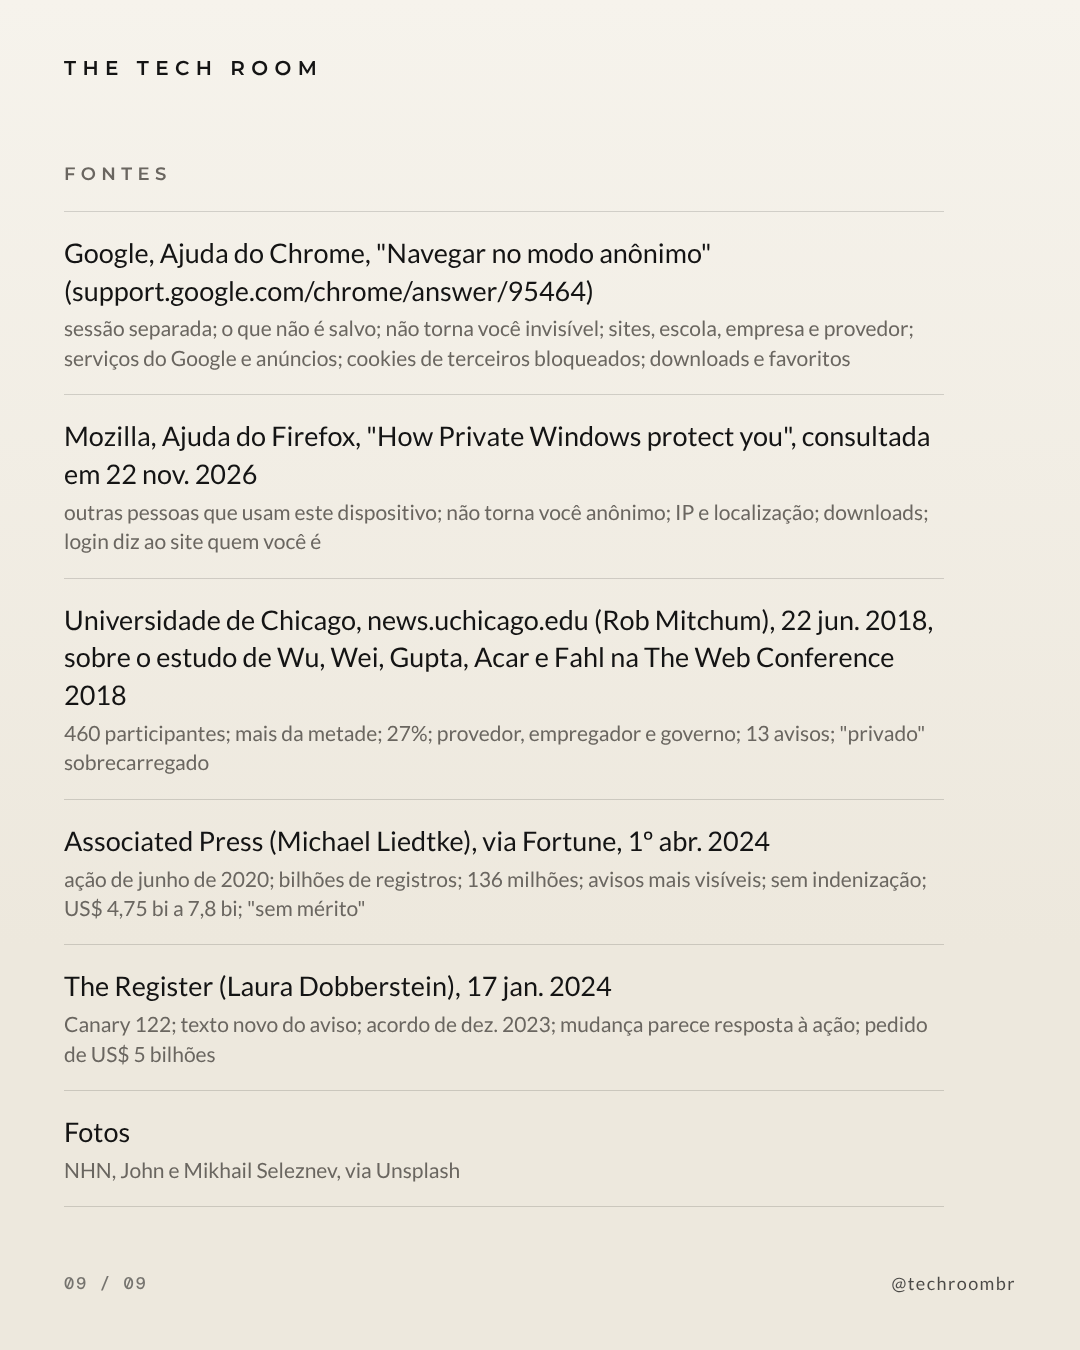 THE TECH ROOM
FONTES
Google, Ajuda do Chrome, "Navegar no modo anônimo"
(support.google.com/chrome/answer/95464)
sessão separada; o que não é salvo; não torna você invisível; sites, escola, empresa e provedor;
serviços do Google e anúncios; cookies de terceiros bloqueados; downloads e favoritos
Mozilla, Ajuda do Firefox, "How Private Windows protect you", consultada
em 22 nov. 2026
outras pessoas que usam este dispositivo; não torna você anônimo; IP e localização; downloads;
login diz ao site quem você é
Universidade de Chicago, news.uchicago.edu (Rob Mitchum), 22 jun. 2018,
sobre o estudo de Wu, Wei, Gupta, Acar e Fahl na The Web Conference
2018
460 participantes; mais da metade; 27%; provedor, empregador e governo; 13 avisos; "privado"
sobrecarregado
Associated Press (Michael Liedtke), via Fortune, 1º abr. 2024
ação de junho de 2020; bilhões de registros; 136 milhões; avisos mais visíveis; sem indenização;
US$ 4,75 bi a 7,8 bi; "sem mérito"
The Register (Laura Dobberstein), 17 jan. 2024
Canary 122; texto novo do aviso; acordo de dez. 2023; mudança parece resposta à ação; pedido
de US$ 5 bilhões
Fotos
NHN, John e Mikhail Seleznev, via Unsplash
09 / 09
@techroombr